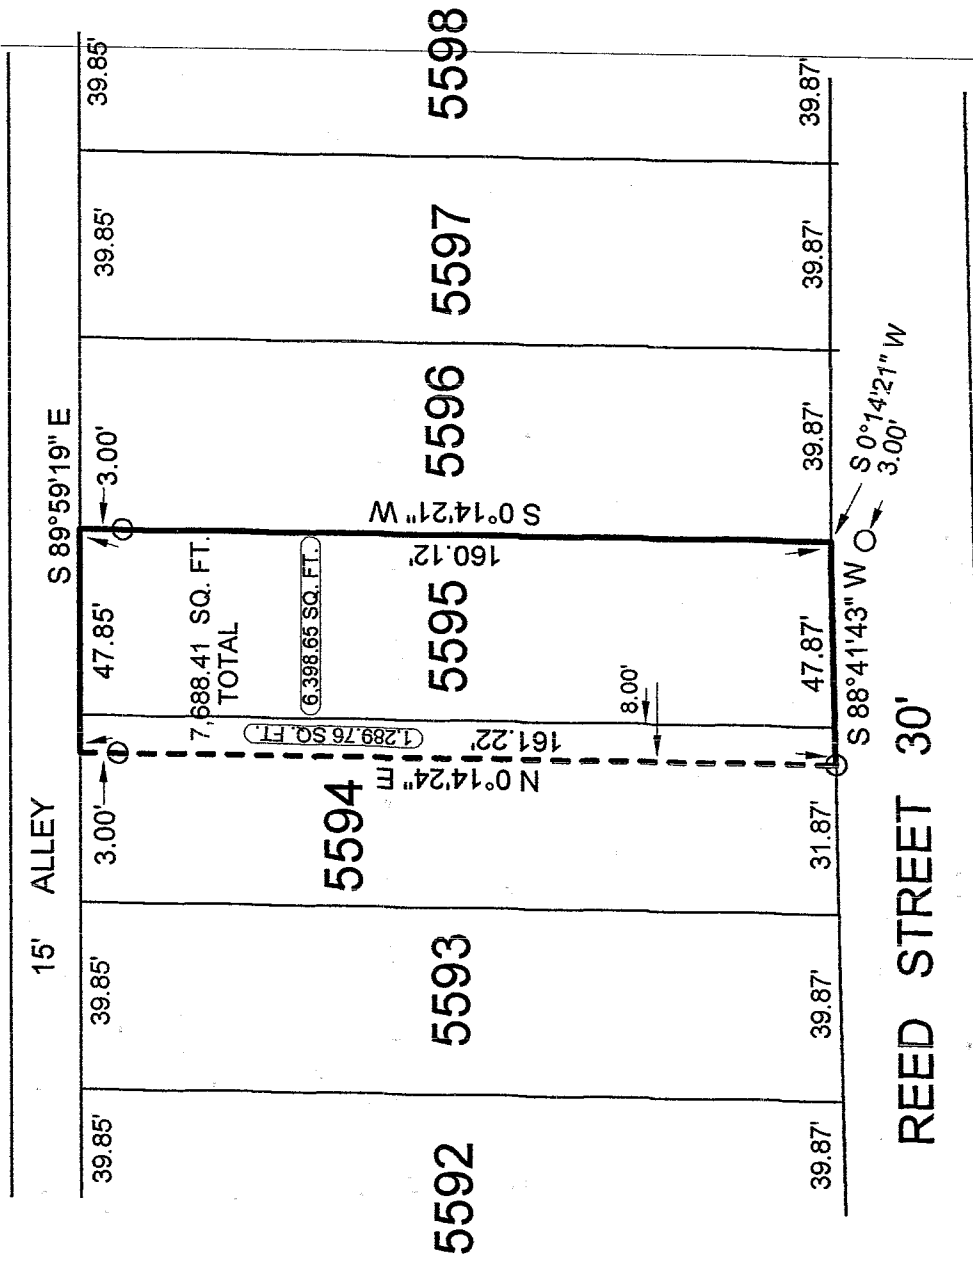 15' ALLEY
S 89°59'19" E
39.85'
39.85'
3.00'
47.85'
3.00'
39.85'
39.85'
7,688.41 SQ. FT.
TOTAL
6,398.65 SQ. FT.
1,289.76 SQ. FT.
5592
5593
5594
5595
5596
5597
5598
N 0°14'24" E
161.22'
160.12'
S 0°14'21" W
8.00'
39.87'
39.87'
31.87'
47.87'
39.87'
39.87'
39.87'
S 88°41'43" W
S 0°14'21" W
3.00'
REED STREET 30'